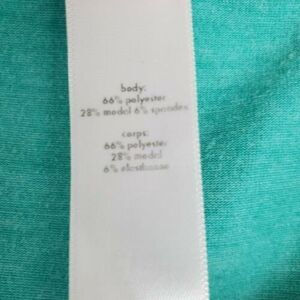 body:
66% polyester
28% modal 6% spandex
corps:
66% polyester
28% modal
6% elasthanne